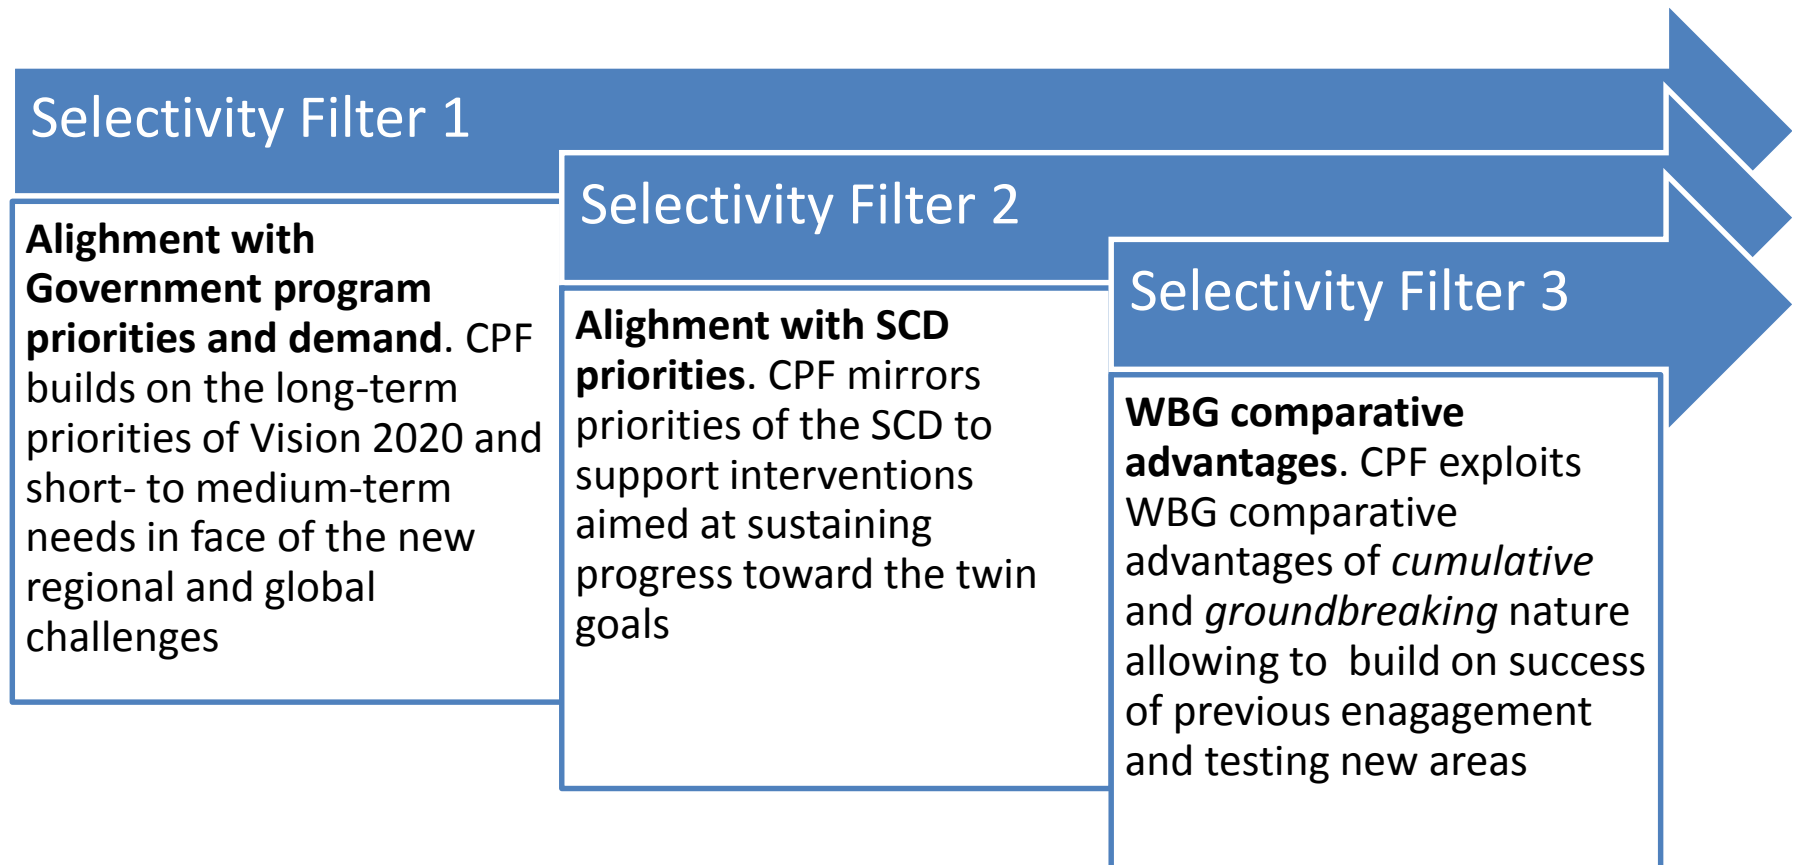 Selectivity Filter 1
Alighment with
Government program
priorities and demand. CPF
builds on the long-term
priorities of Vision 2020 and
short- to medium-term
needs in face of the new
regional and global
challenges
Selectivity Filter 2
Alighment with SCD
priorities. CPF mirrors
priorities of the SCD to
support interventions
aimed at sustaining
progress toward the twin
goals
Selectivity Filter 3
WBG comparative
advantages. CPF exploits
WBG comparative
advantages of cumulative
and groundbreaking nature
allowing to  build on success
of previous enagagement
and testing new areas